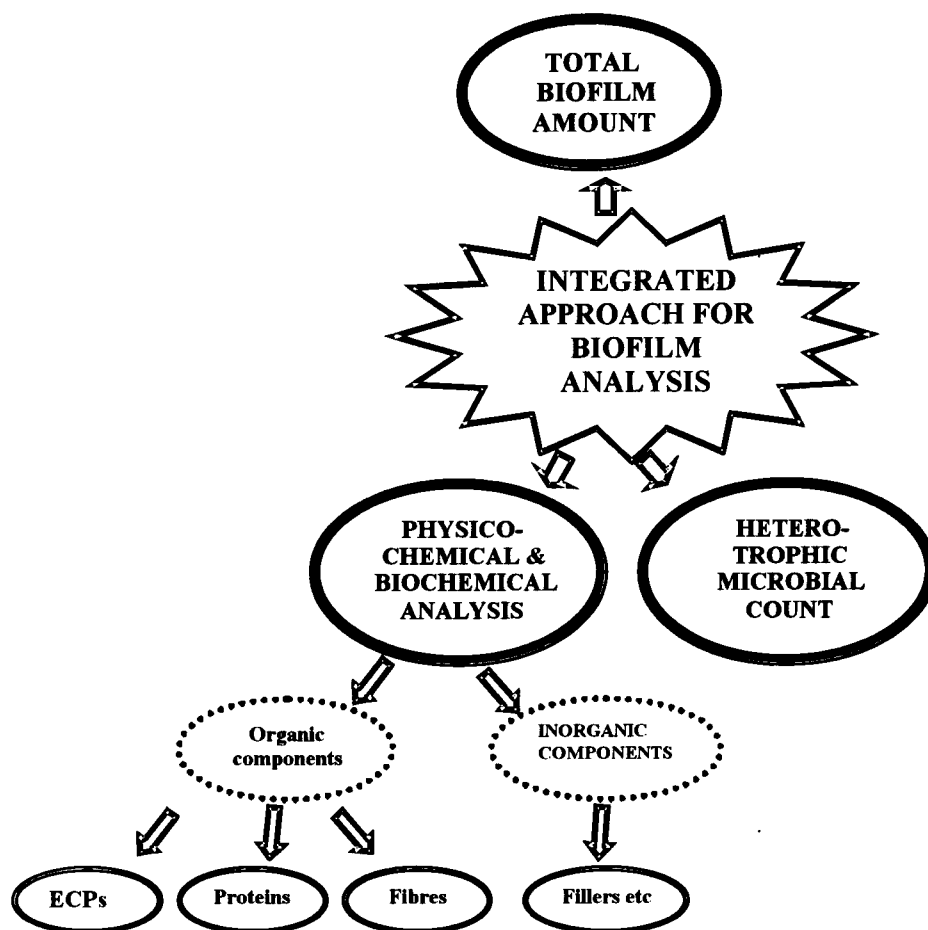 TOTAL
BIOFILM
AMOUNT
INTEGRATED
APPROACH FOR
BIOFILM
ANALYSIS
PHYSICO-
CHEMICAL &
BIOCHEMICAL
ANALYSIS
HETERO-
TROPHIC
MICROBIAL
COUNT
Organic
components
INORGANIC
COMPONENTS
ECPs
Proteins
Fibres
Fillers etc